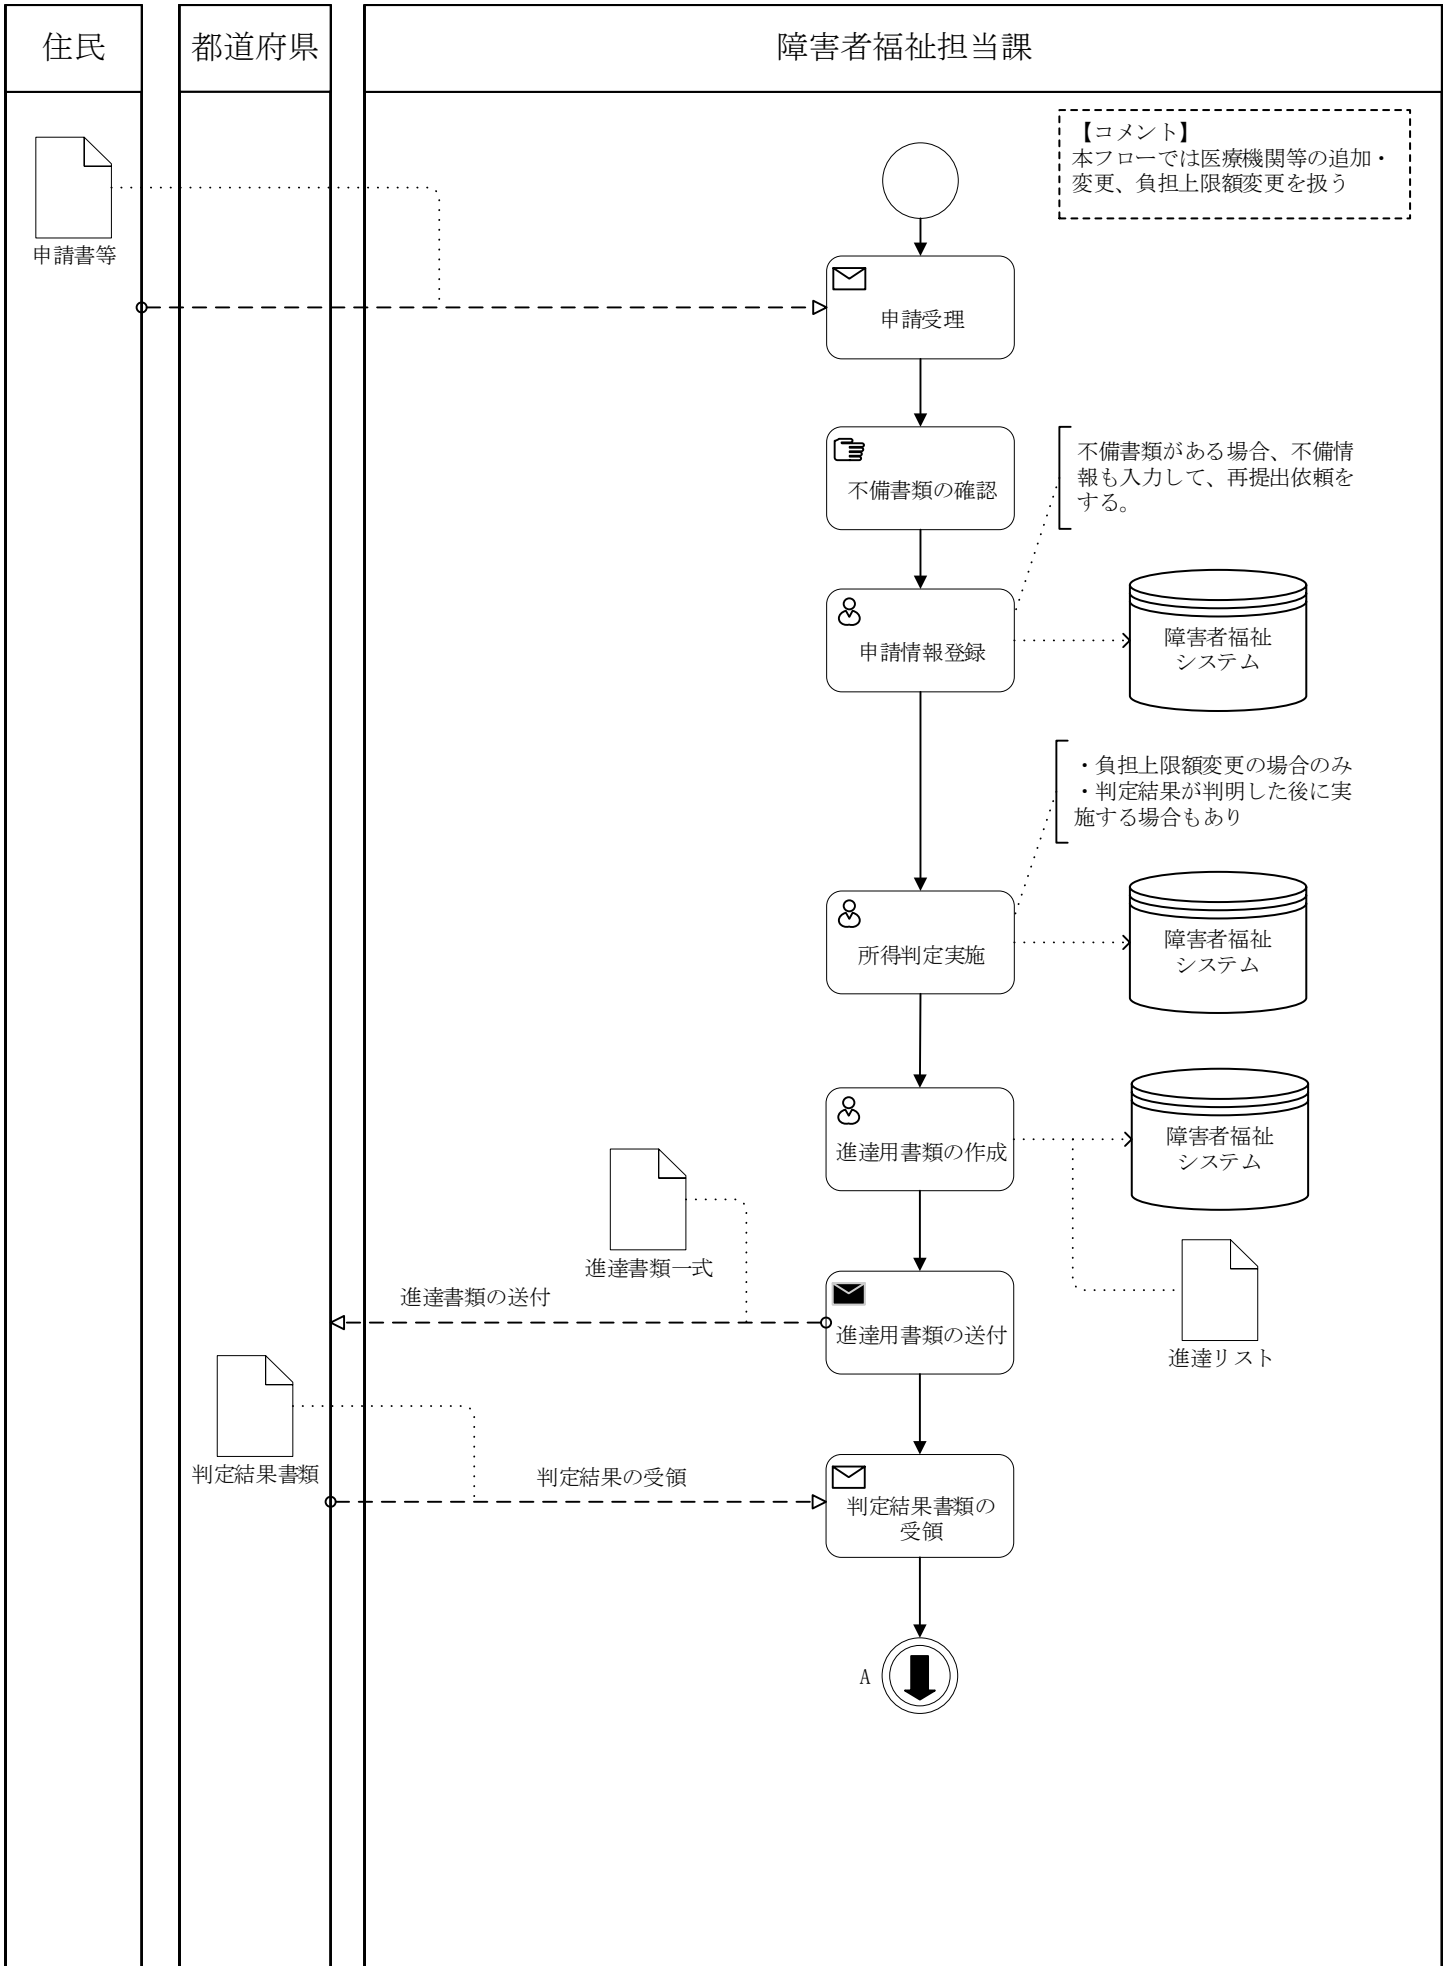 住民
都道府県
障害者福祉担当課
【コメント】
本フローでは医療機関等の追加・
変更、負担上限額変更を扱う
申請書等
申請受理
不備書類の確認
不備書類がある場合、不備情
報も入力して、再提出依頼を
する。
申請情報登録
障害者福祉
システム
・負担上限額変更の場合のみ
・判定結果が判明した後に実
施する場合もあり
所得判定実施
障害者福祉
システム
進達用書類の作成
障害者福祉
システム
進達書類一式
進達書類の送付
進達用書類の送付
進達リスト
判定結果書類
判定結果の受領
判定結果書類の
受領
A